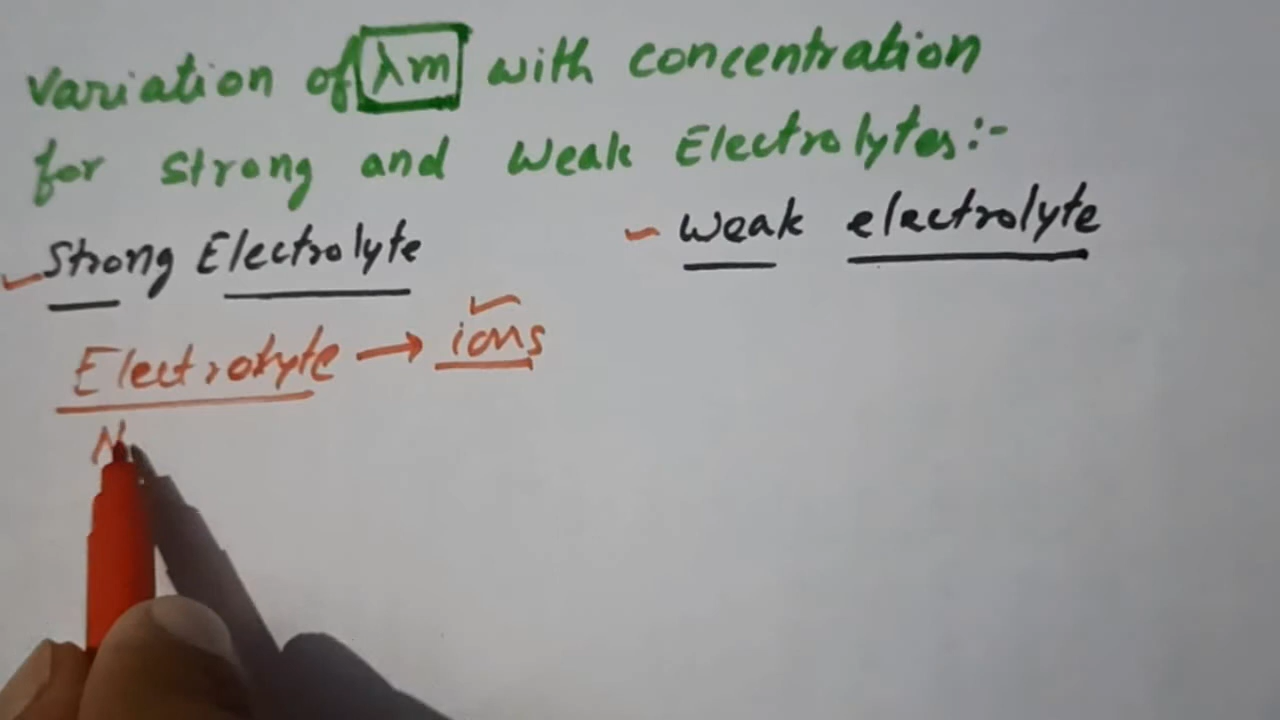 Variation of λm with concentration
for Strong and Weak Electrolytes:-
Strong Electrolyte
Weak electrolyte
Electrolyte → ions
N